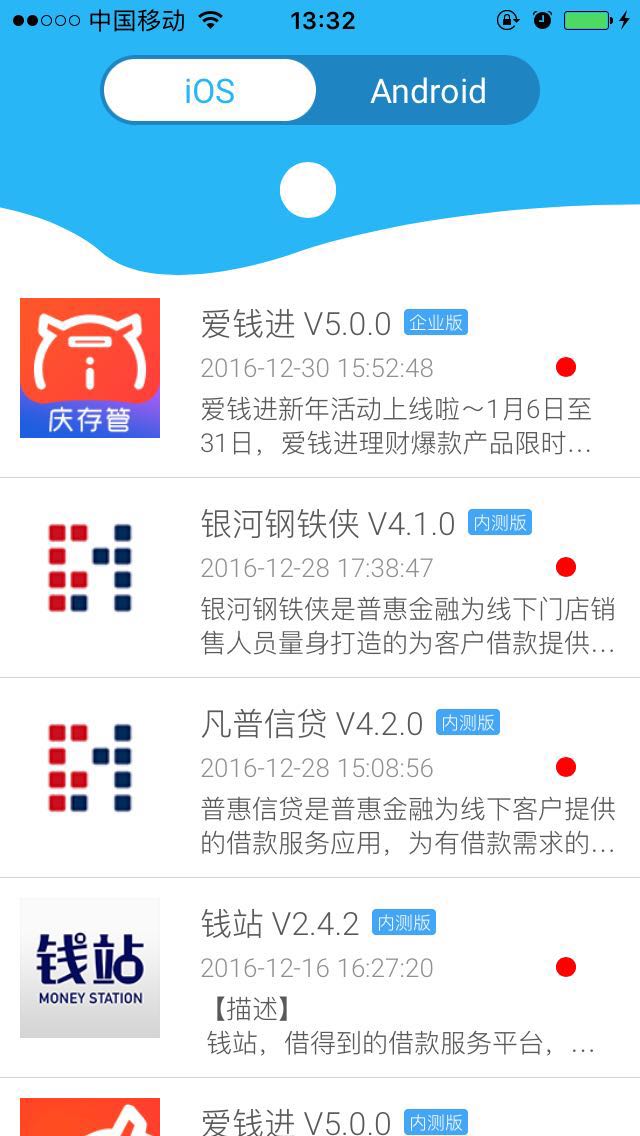 中国移动 13:32
iOS Android
爱钱进 V5.0.0 企业版
2016-12-30 15:52:48
爱钱进新年活动上线啦～1月6日至
31日，爱钱进理财爆款产品限时...
庆存管
银河钢铁侠 V4.1.0 内测版
2016-12-28 17:38:47
银河钢铁侠是普惠金融为线下门店销
售人员量身打造的为客户借款提供...
凡普信贷 V4.2.0 内测版
2016-12-28 15:08:56
普惠信贷是普惠金融为线下客户提供
的借款服务应用，为有借款需求的...
钱站
MONEY STATION
钱站 V2.4.2 内测版
2016-12-16 16:27:20
【描述】
钱站，借得到的借款服务平台，...
爱钱进 V5.0.0 内测版